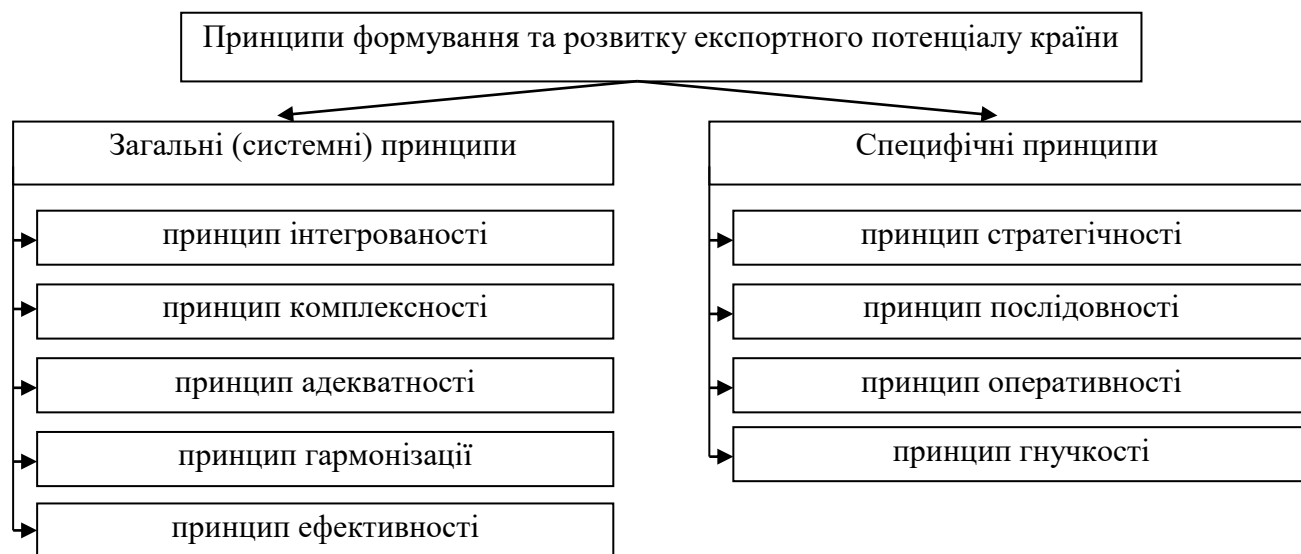 Принципи формування та розвитку експортного потенціалу країни
Загальні (системні) принципи
принцип інтегрованості
принцип комплексності
принцип адекватності
принцип гармонізації
принцип ефективності
Специфічні принципи
принцип стратегічності
принцип послідовності
принцип оперативності
принцип гнучкості